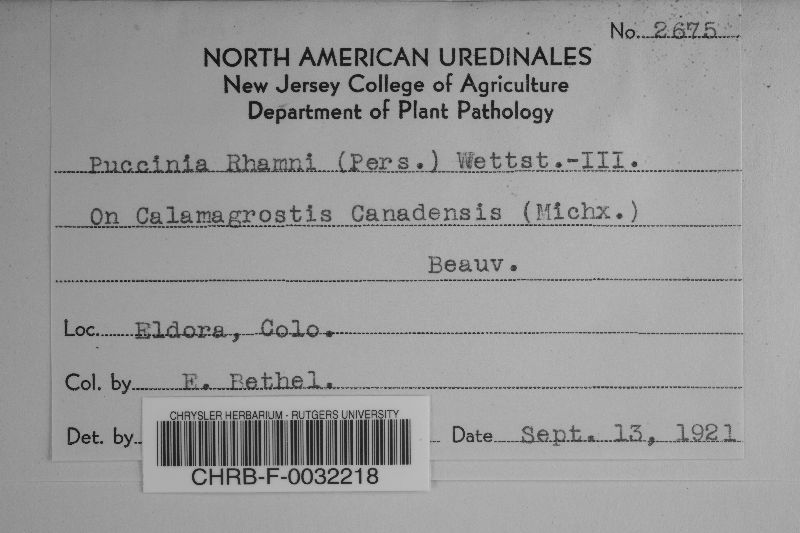 No. 2675
NORTH AMERICAN UREDINALES
New Jersey College of Agriculture
Department of Plant Pathology
Puccinia Rhamni (Pers.) Wettst.-III.
On Calamagrostis Canadensis (Michx.)
Beauv.
Loc. Eldora, Colo.
Col. by E. Bethel.
Det. by Date Sept. 13, 1921
CHRYSLER HERBARIUM - RUTGERS UNIVERSITY
CHRB-F-0032218